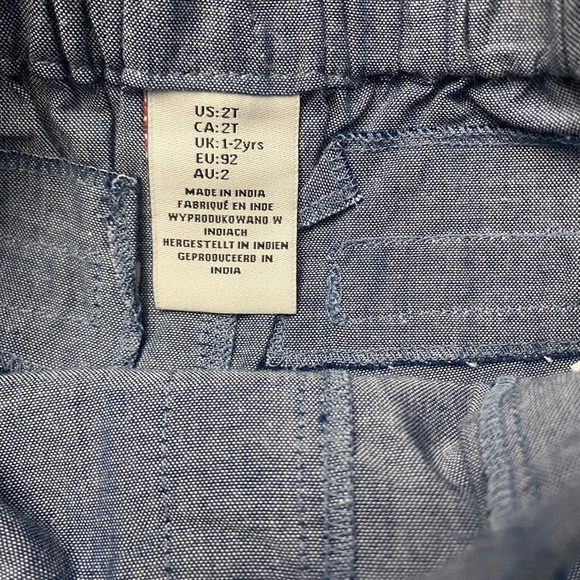 US:2T
CA:2T
UK:1-2yrs
EU:92
AU:2
MADE IN INDIA
FABRIQUÉ EN INDE
WYPRODUKOWANO W
INDIACH
HERGESTELLT IN INDIEN
GEPRODUCEERD IN
INDIA